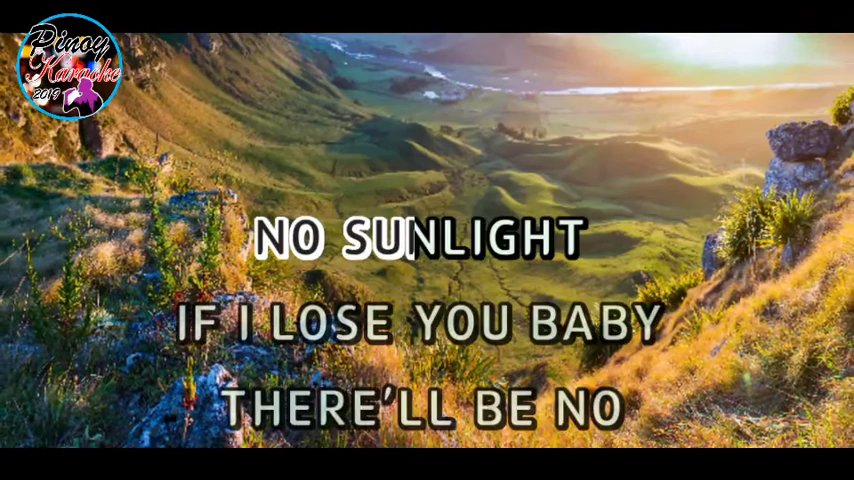 Pinoy
Karaoke
2019
NO SUNLIGHT
IF I LOSE YOU BABY
THERE'LL BE NO